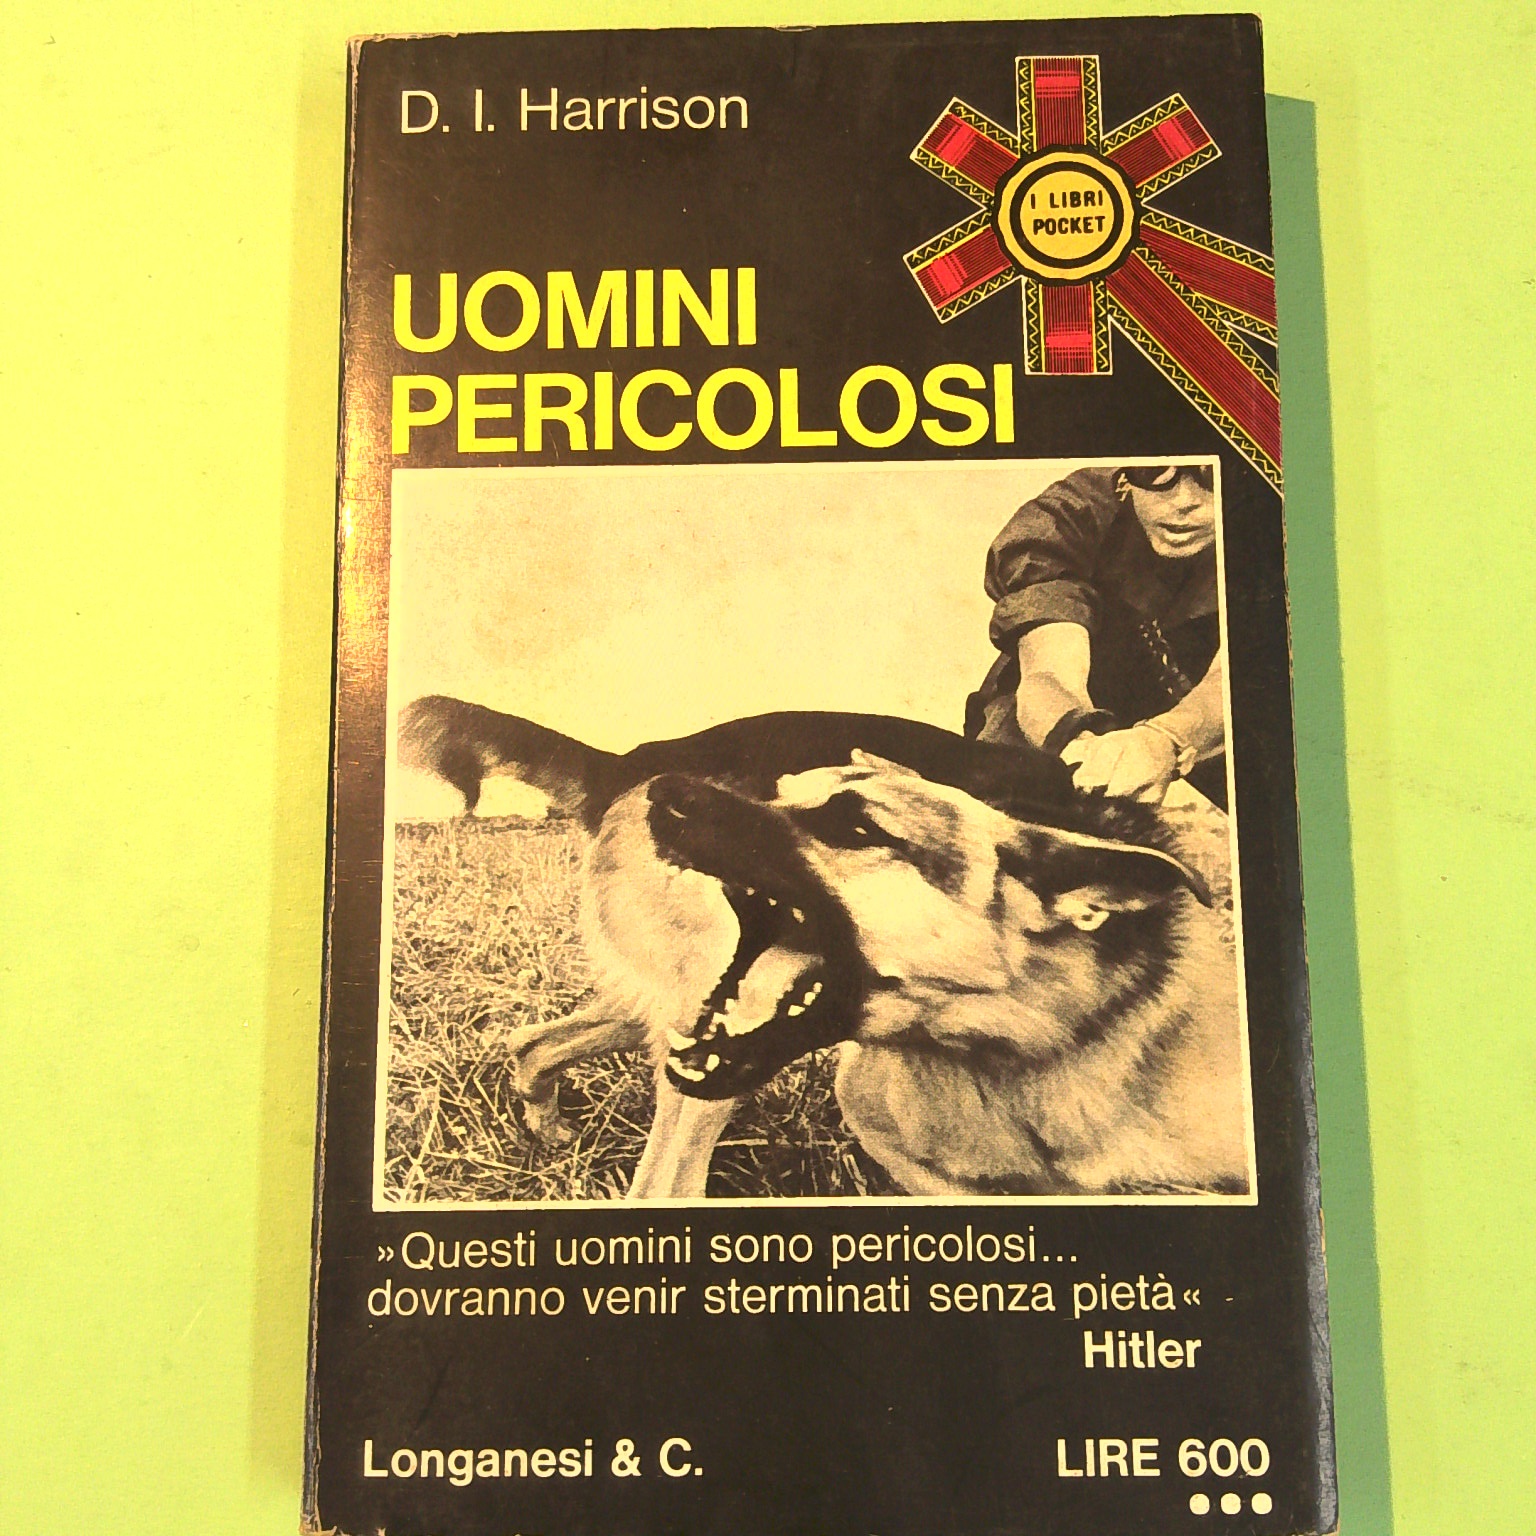 D. I. Harrison
I LIBRI
POCKET
UOMINI
PERICOLOSI
»Questi uomini sono pericolosi...
dovranno venir sterminati senza pietà«
Hitler
Longanesi & C.
LIRE 600